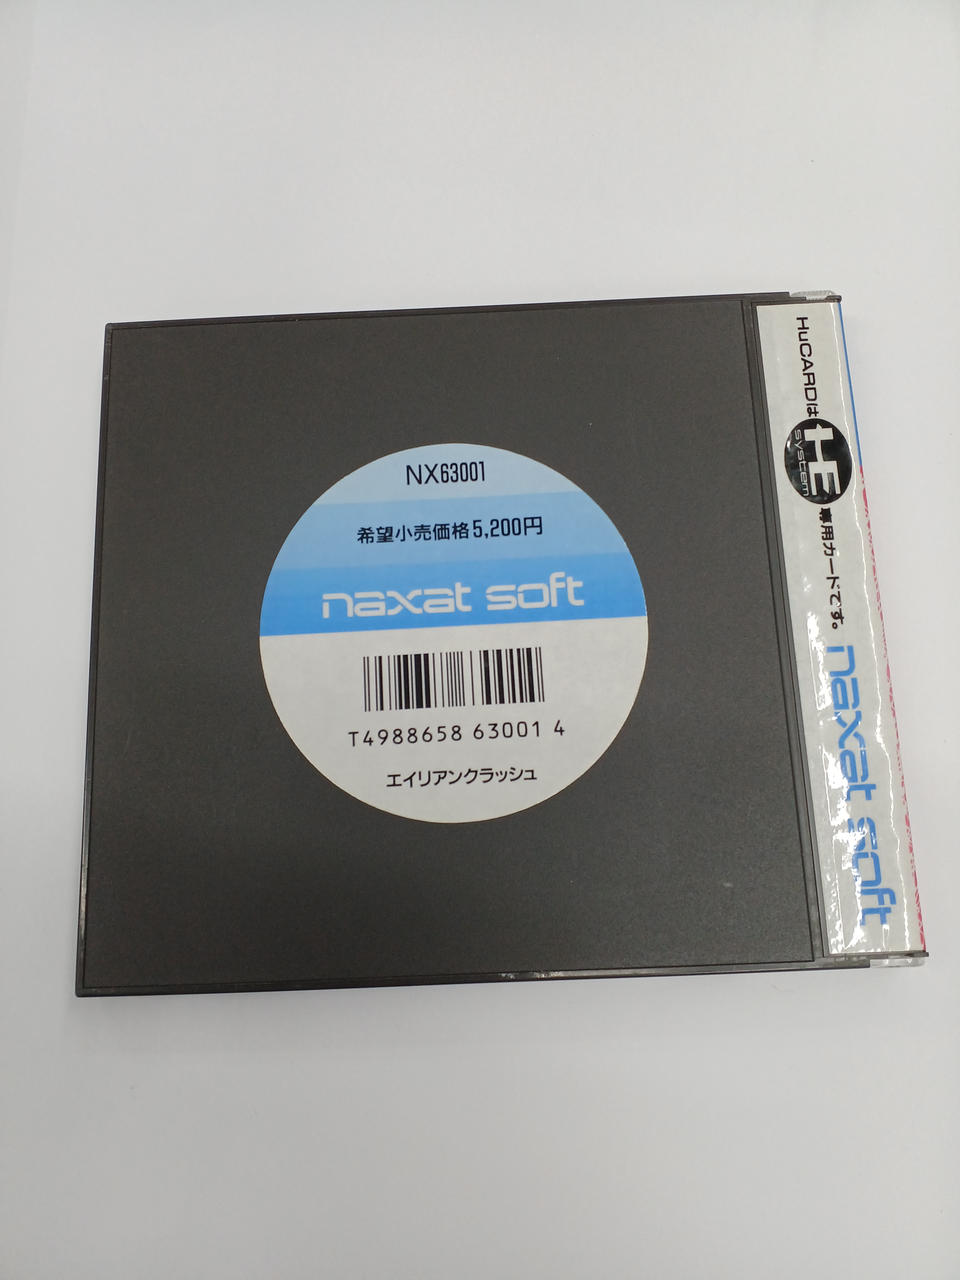 NX63001
希望小売価格5,200円
naxat soft
T4988658 63001 4
エイリアンクラッシュ
HuCARDは HE system 専用カードです。
naxat soft